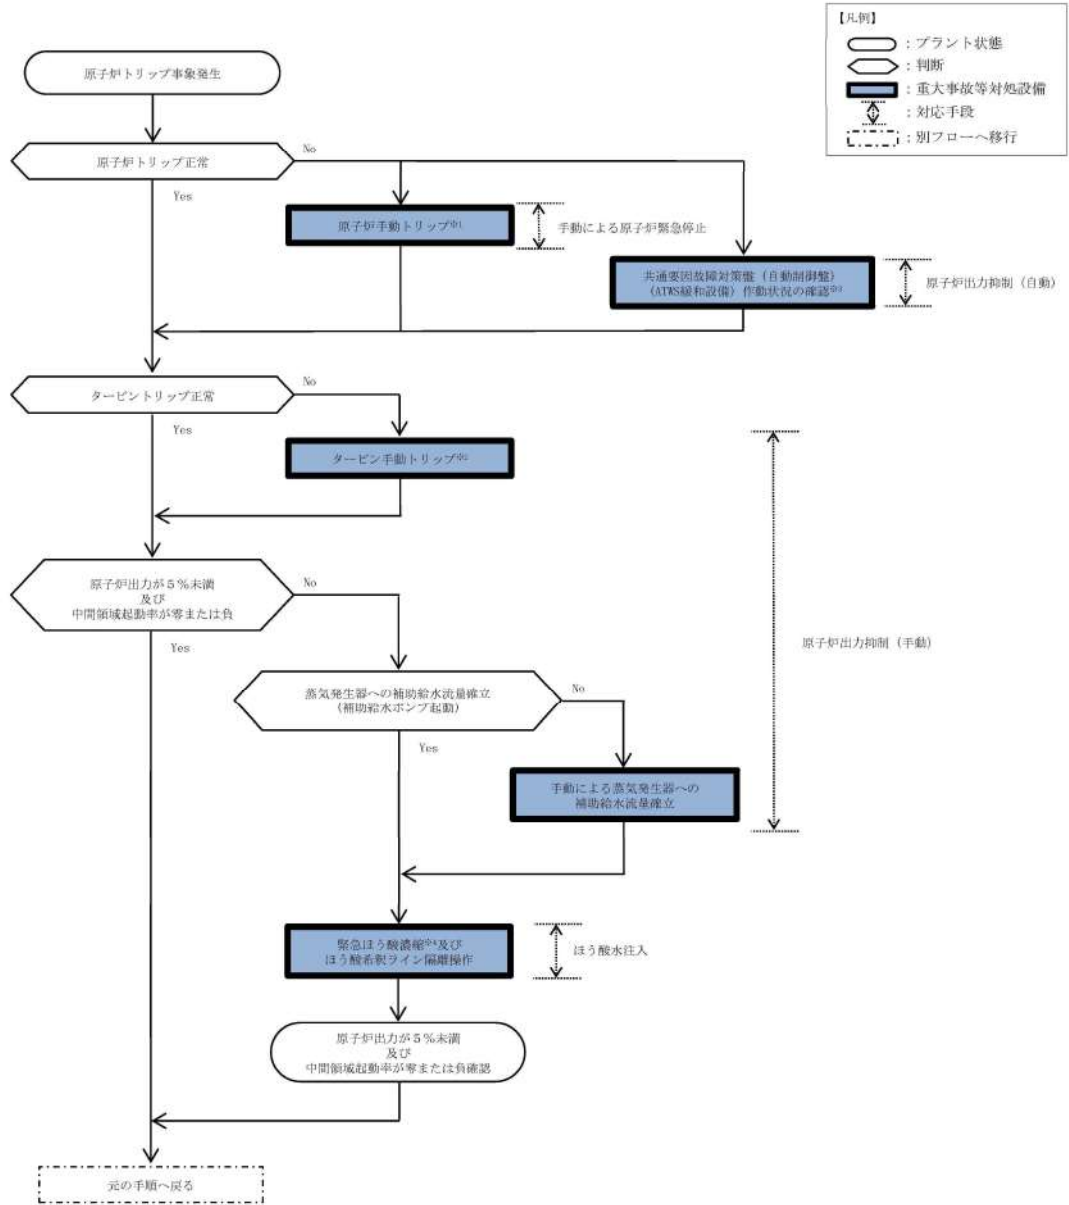 【凡例】
：プラント状態
：判断
：重大事故等対処設備
：対応手段
：別フローへ移行
原子炉トリップ事象発生
原子炉トリップ正常
No
Yes
原子炉手動トリップ※1
手動による原子炉緊急停止
共通要因故障対策盤（自動制御盤）
（ATWS緩和設備）作動状況の確認※3
原子炉出力抑制（自動）
タービントリップ正常
No
Yes
タービン手動トリップ※2
原子炉出力が５％未満
及び
中間領域起動率が零または負
No
Yes
原子炉出力抑制（手動）
蒸気発生器への補助給水流量確立
（補助給水ポンプ起動）
No
Yes
手動による蒸気発生器への
補助給水流量確立
緊急ほう酸濃縮※4及び
ほう酸希釈ライン隔離操作
ほう酸水注入
原子炉出力が５％未満
及び
中間領域起動率が零または負確認
元の手順へ戻る